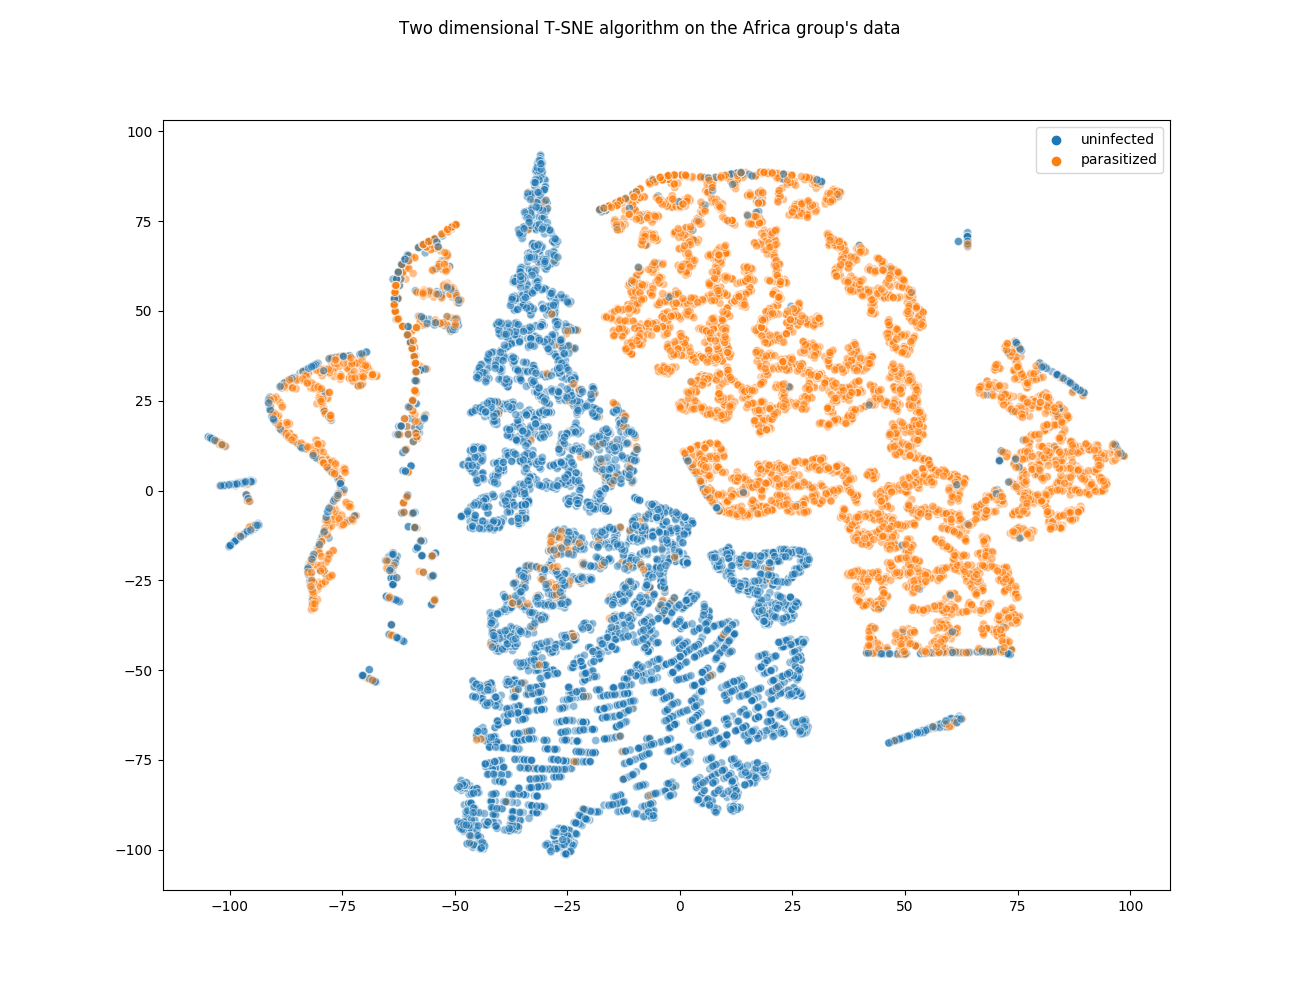 Two dimensional T-SNE algorithm on the Africa group's data
uninfected
parasitized
100
75
50
25
0
−25
−50
−75
−100
−100 −75 −50 −25 0 25 50 75 100